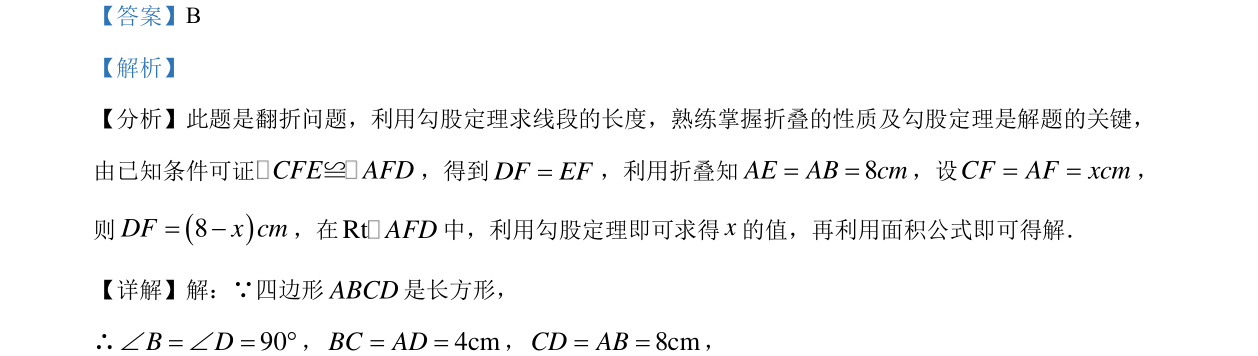 【答案】B
【解析】
【分析】此题是翻折问题，利用勾股定理求线段的长度，熟练掌握折叠的性质及勾股定理是解题的关键，
由已知条件可证□CFE≌□AFD，得到DF = EF，利用折叠知AE = AB = 8cm，设CF = AF = xcm，
则DF = (8 − x)cm，在Rt□AFD中，利用勾股定理即可求得x的值，再利用面积公式即可得解．
【详解】解：∵四边形ABCD是长方形，
∴∠B = ∠D = 90°，BC = AD = 4cm，CD = AB = 8cm，